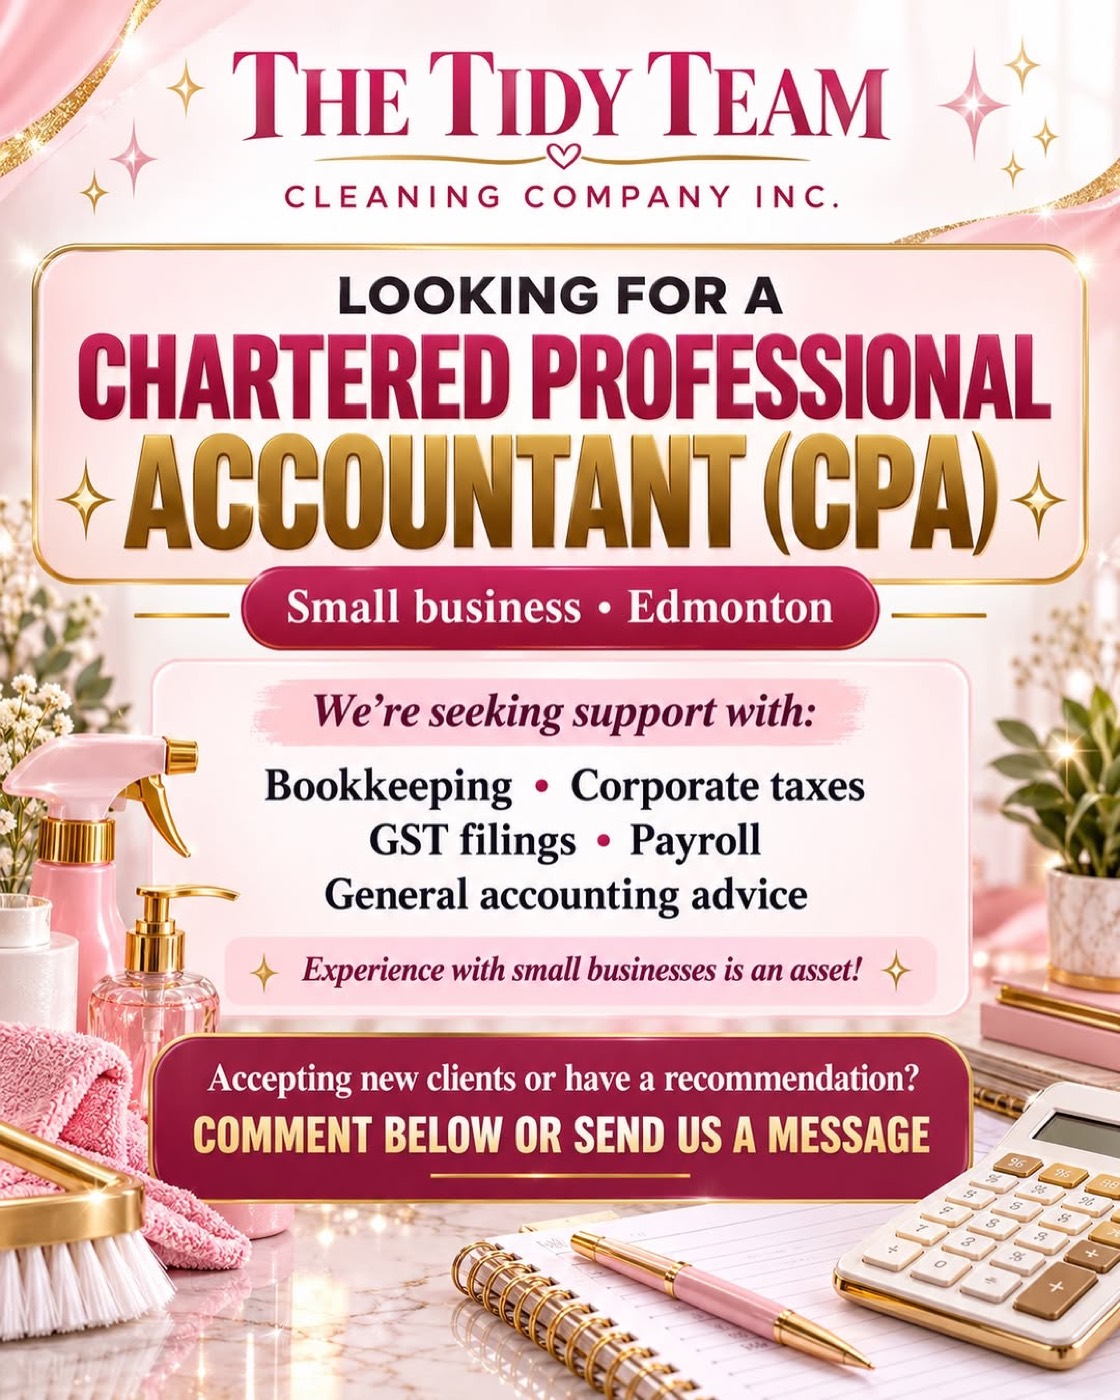 THE TIDY TEAM
CLEANING COMPANY INC.
LOOKING FOR A
CHARTERED PROFESSIONAL
ACCOUNTANT (CPA)
Small business • Edmonton
We're seeking support with:
Bookkeeping • Corporate taxes
GST filings • Payroll
General accounting advice
Experience with small businesses is an asset!
Accepting new clients or have a recommendation?
COMMENT BELOW OR SEND US A MESSAGE